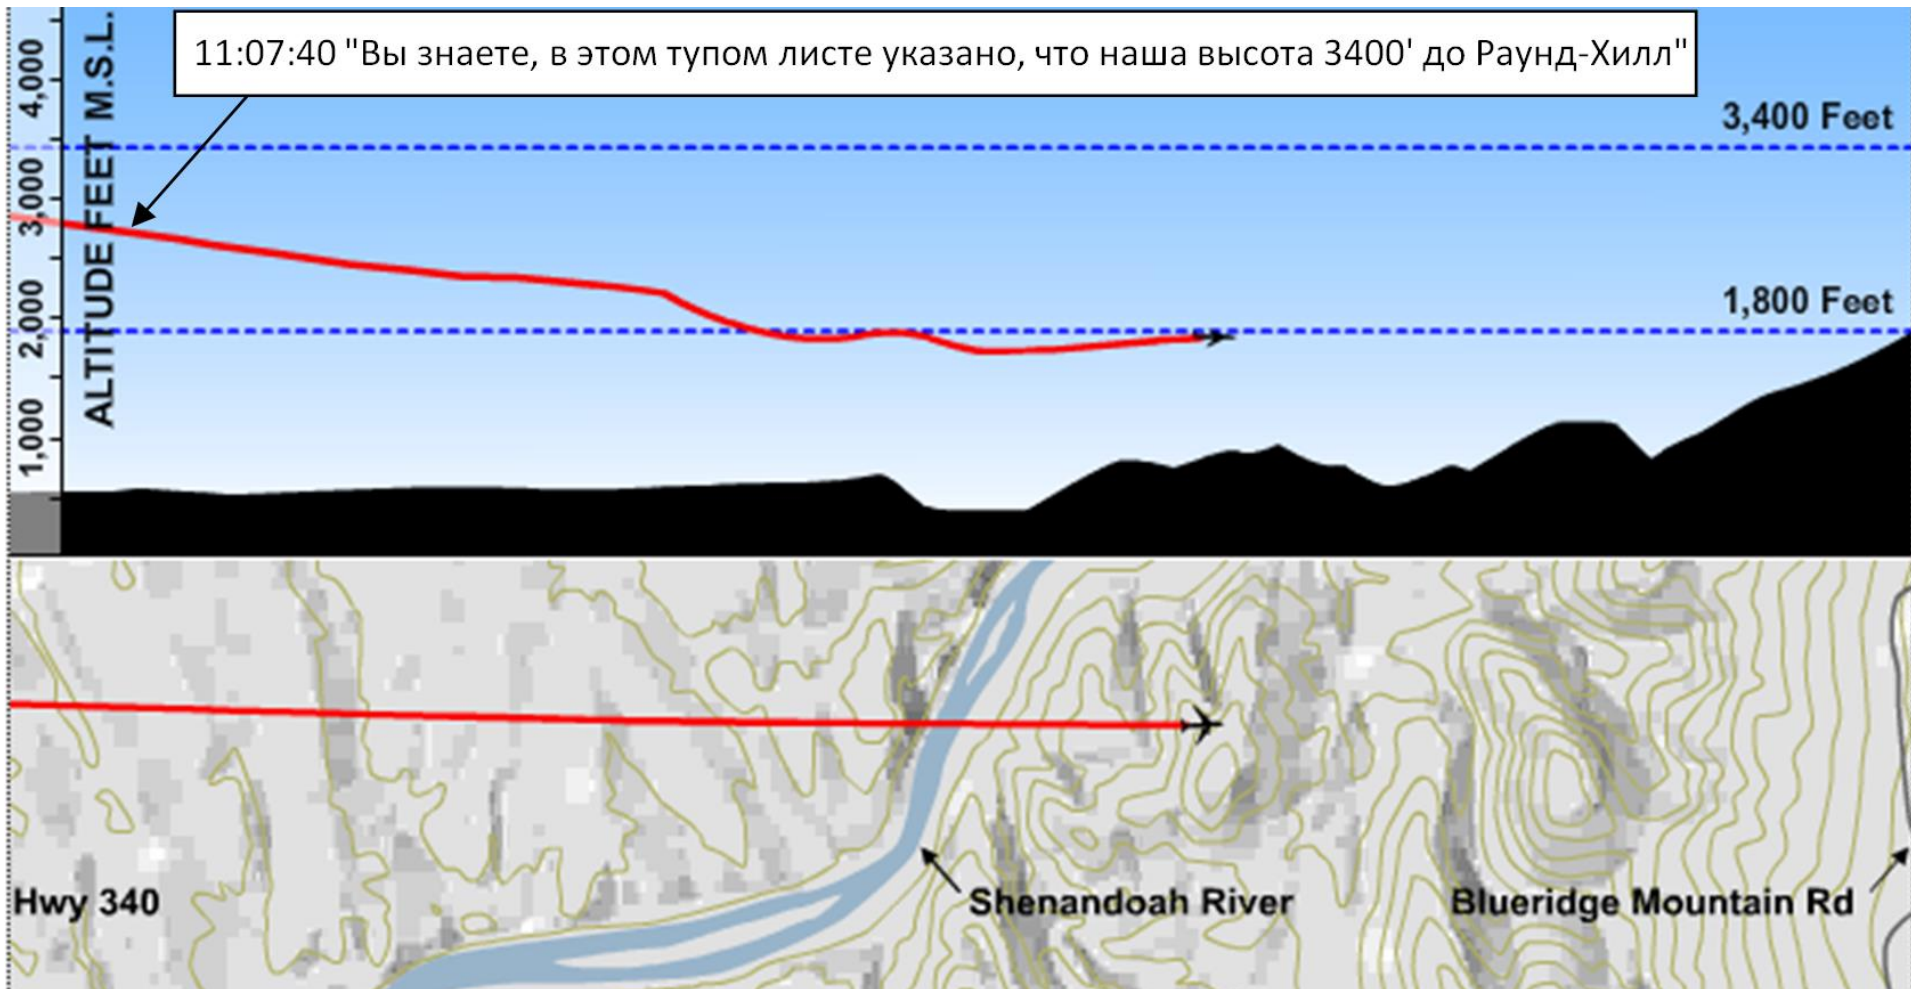 11:07:40 "Вы знаете, в этом тупом листе указано, что наша высота 3400' до Раунд-Хилл"
ALTITUDE FEET M.S.L.
4,000
3,000
2,000
1,000
3,400 Feet
1,800 Feet
Hwy 340
Shenandoah River
Blueridge Mountain Rd